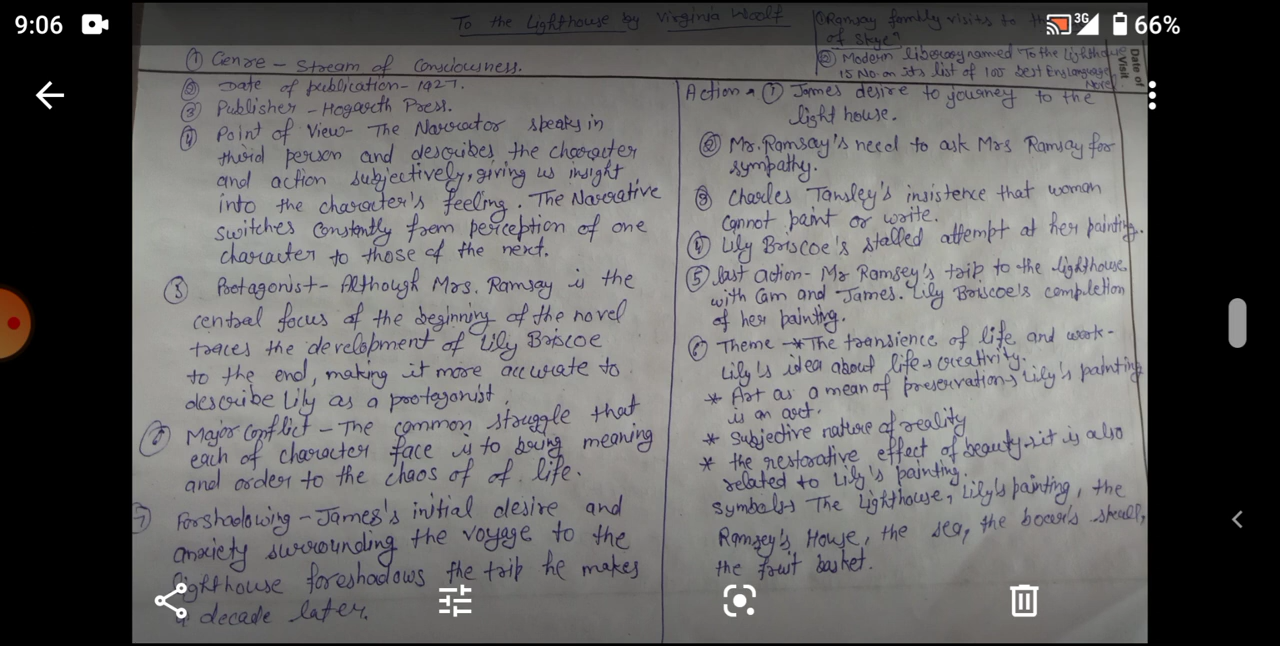 9:06
3G
66%
To the Lighthouse by Virginia Woolf
① Ramsay family visits to th
of Skye?
② Modern liberary named To the Lighthouse
is No. on its list of 100 best Englanguage
Novel
Date of
Visit
① Genre – Stream of Consciousness.
② Date of publication – 1927.
③ Publisher – Hogarth Press.
④ Point of View – The Narrator speaks in
third person and describes the character
and action subjectively, giving us insight
into the character's feeling. The Narrative
switches constantly from perception of one
character to those of the next.
⑤ Protagonist – Although Mrs. Ramsay is the
central focus of the beginning of the novel
traces the development of Lily Briscoe
to the end, making it more accurate to
describe Lily as a protogonist.
⑥ Major Conflict – The common struggle that
each of character face is to bring meaning
and order to the chaos of of life.
7 Forshadowing – James's initial desire and
anxiety surrounding the voyage to the
lighthouse foreshadows the trip he makes
a decade later.
Action → ① James desire to journey to the
light house.
② Mr. Ramsay's need to ask Mrs Ramsay for
sympathy.
③ Charles Tansley's insistence that woman
cannot paint or write.
④ Lily Briscoe's stalled attempt at her painting.
⑤ last action – Mr Ramsey's trip to the lighthouse
with Cam and James. Lily Briscoe's completion
of her painting.
⑥ Theme → * The transience of life and work –
Lily's idea about life → creativity.
* Art as a mean of preservation → Lily's painting
is an art.
* subjective nature of reality
* the restorative effect of beauty → it is also
related to Lily's painting.
symbols → The Lighthouse, Lily's painting, the
Ramsey's House, the sea, the boar's skull,
the fruit basket.